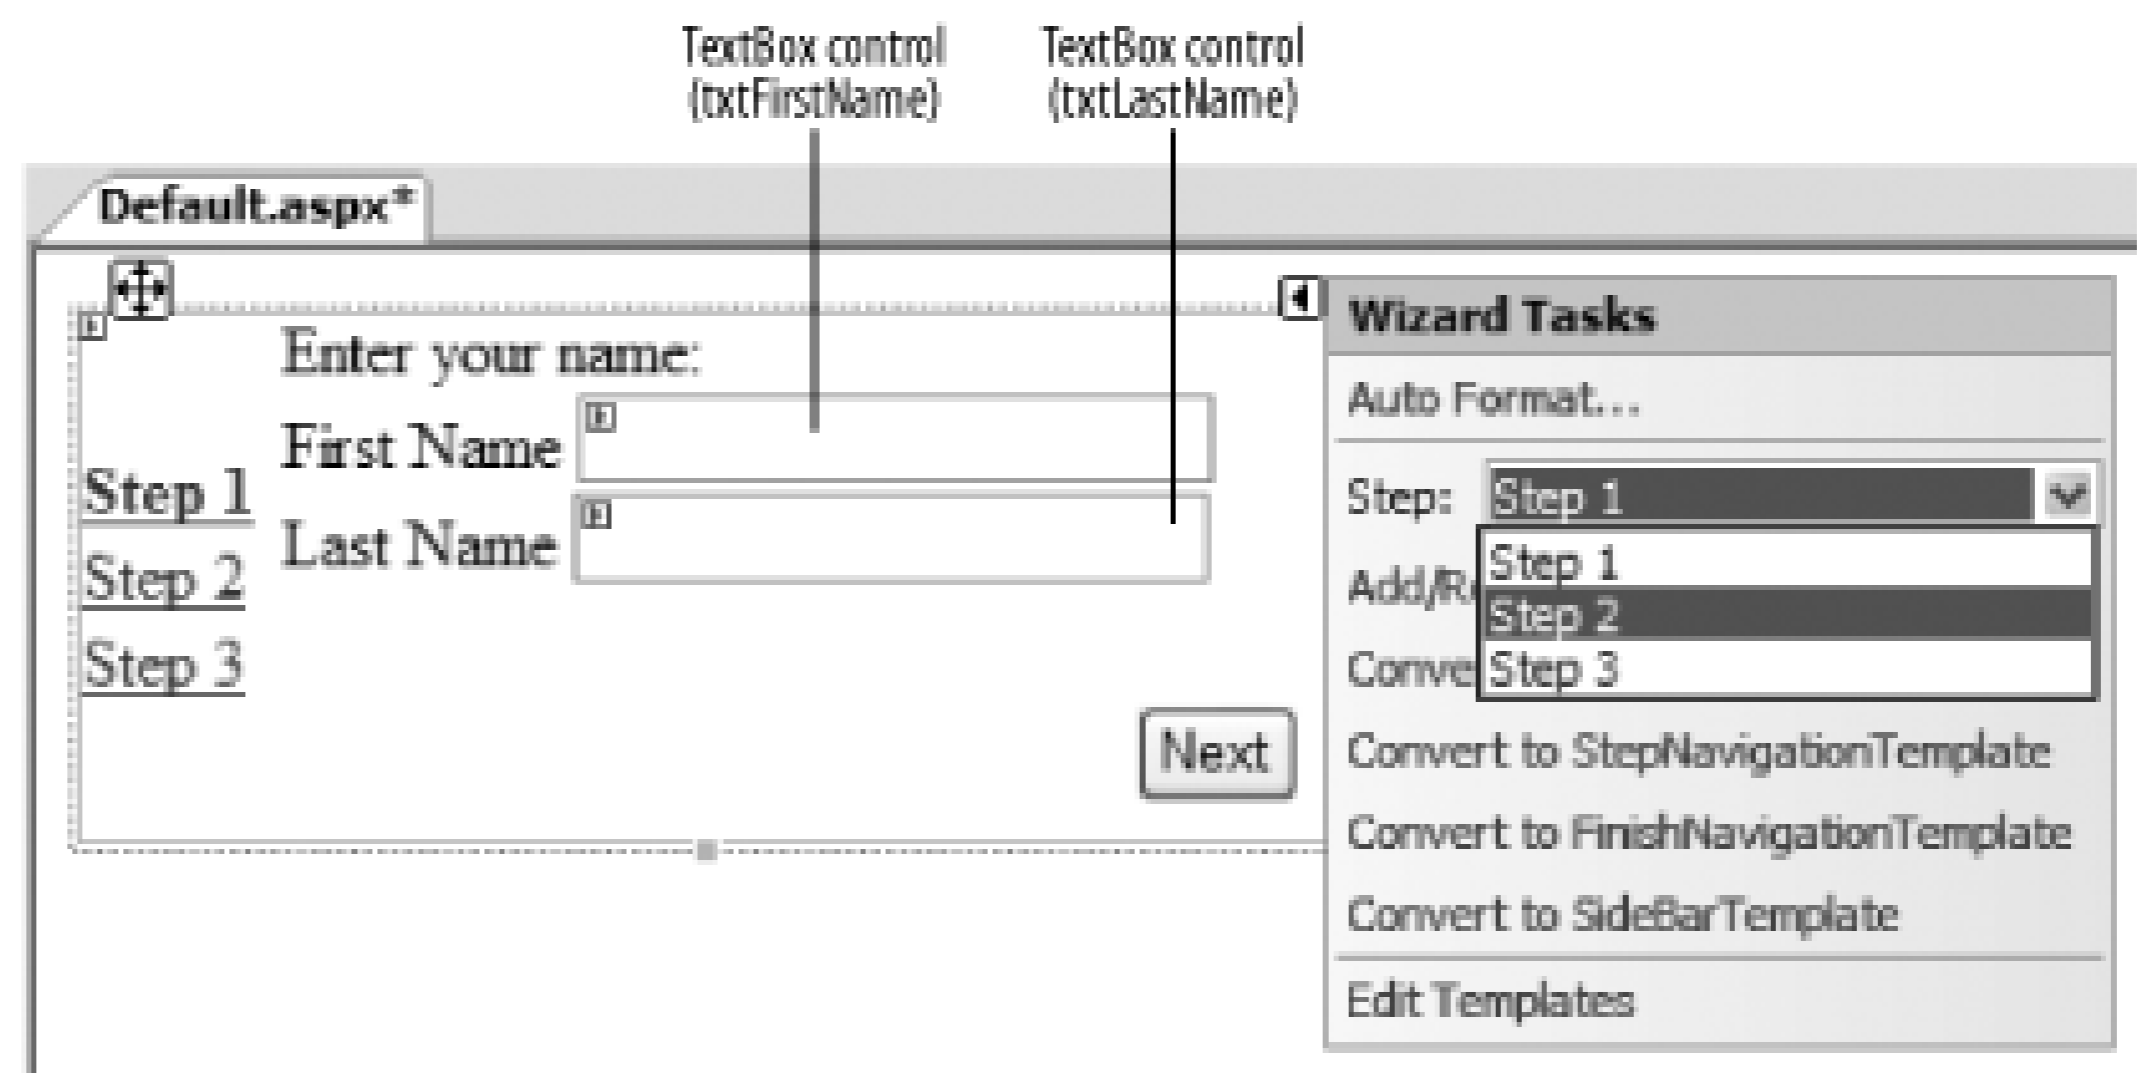 TextBox control
(txtFirstName)
TextBox control
(txtLastName)
Default.aspx*
Enter your name:
First Name
Last Name
Step 1
Step 2
Step 3
Next
Wizard Tasks
Auto Format...
Step: Step 1
Step 1
Step 2
Step 3
Add/R
Conve
Convert to StepNavigationTemplate
Convert to FinishNavigationTemplate
Convert to SideBarTemplate
Edit Templates